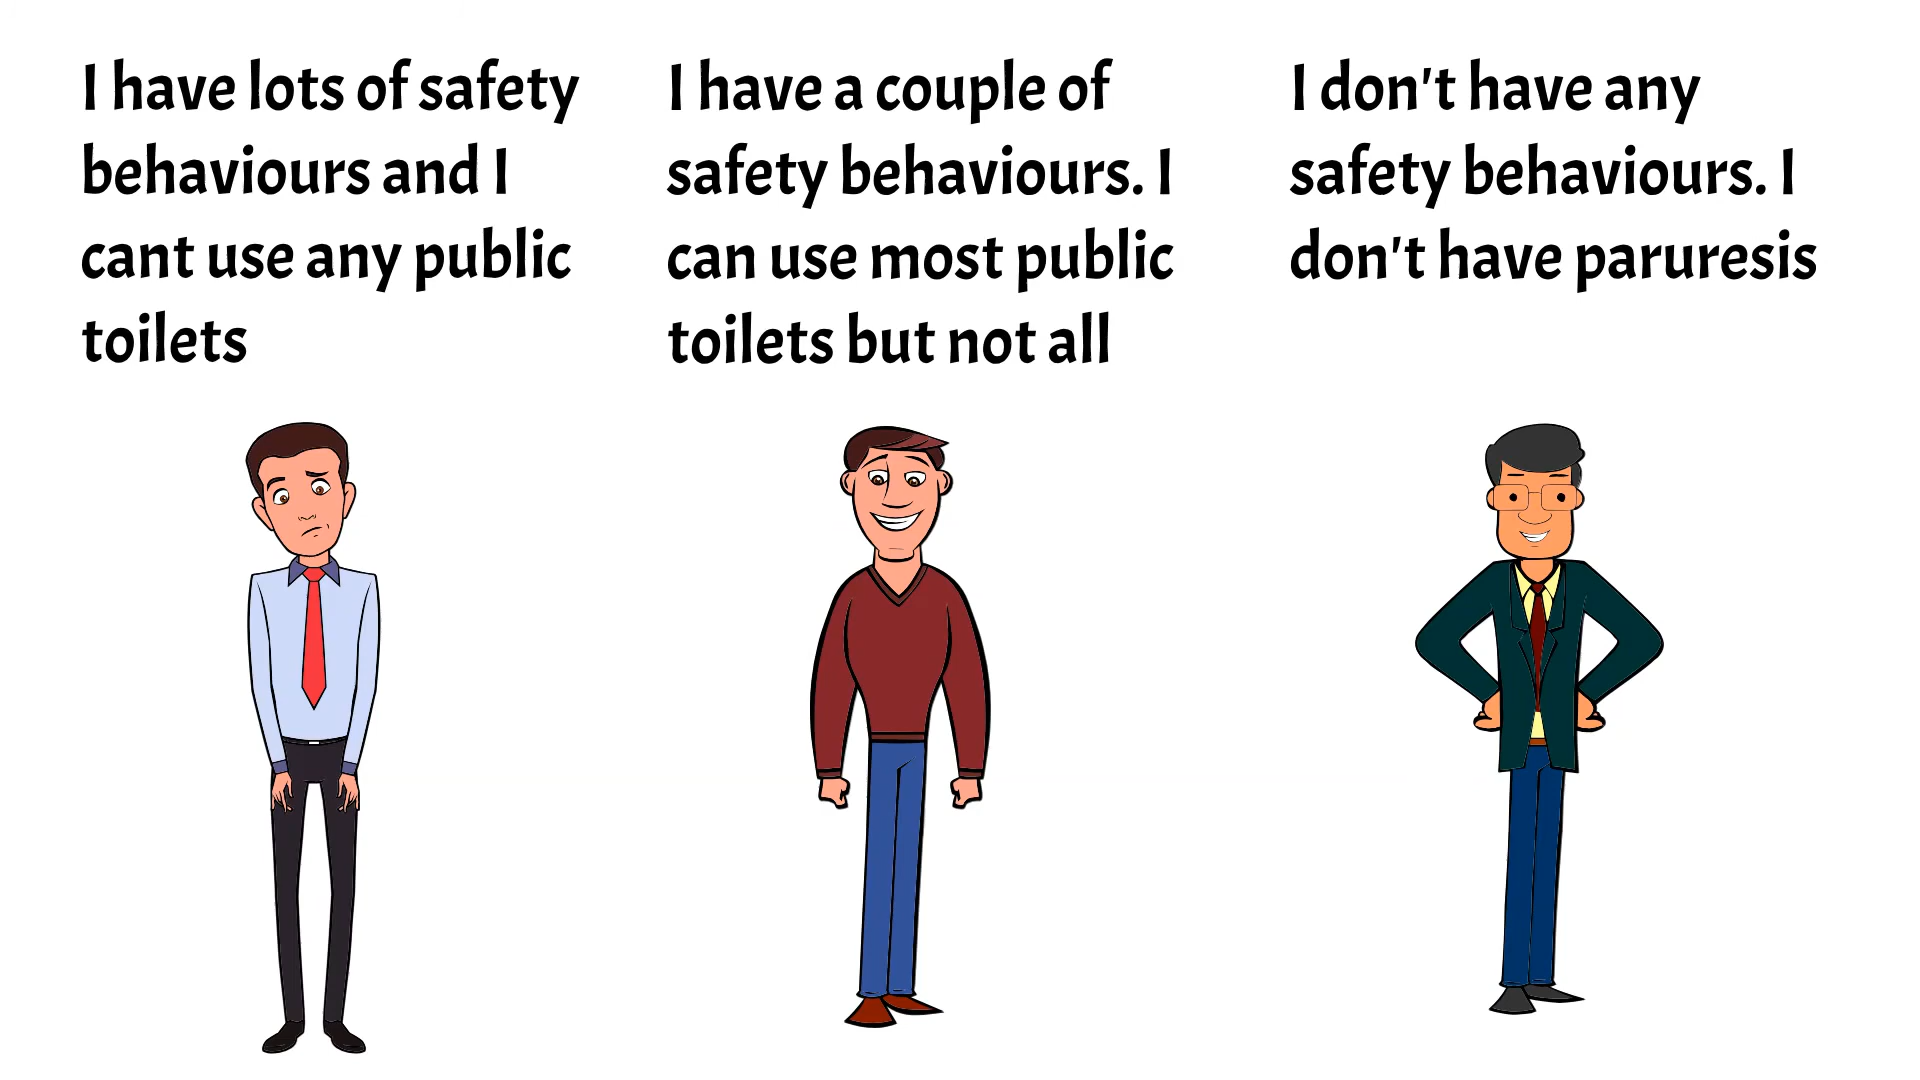 I have lots of safety
behaviours and I
cant use any public
toilets
I have a couple of
safety behaviours. I
can use most public
toilets but not all
I don't have any
safety behaviours. I
don't have paruresis